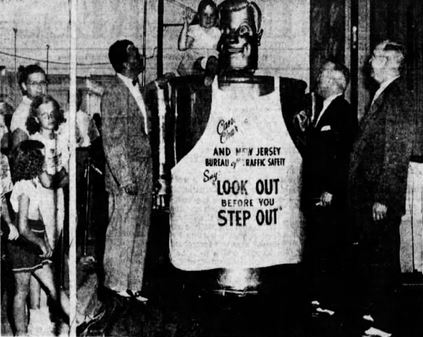 AND NEW JERSEY
BUREAU of TRAFFIC SAFETY
Say
"LOOK OUT
BEFORE YOU
STEP OUT"